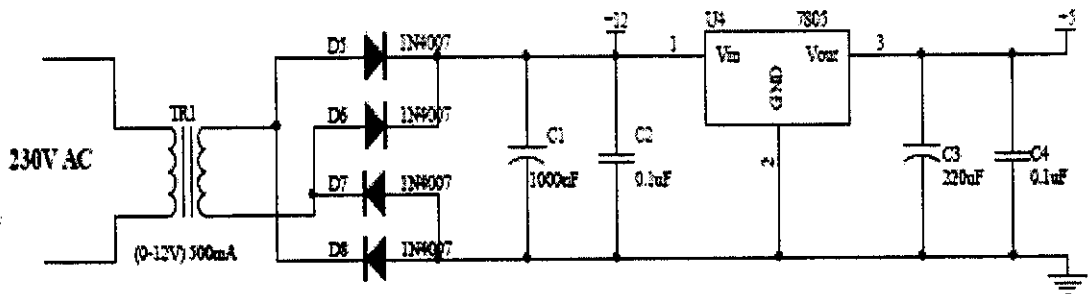 230V AC
TR1
(0-12V) 500mA
D5
1N4007
D6
1N4007
D7
1N4007
D8
1N4007
C1
1000uF
+12
C2
0.1uF
1
U4
7805
Vin
Vout
GND
2
3
C3
220uF
+5
C4
0.1uF